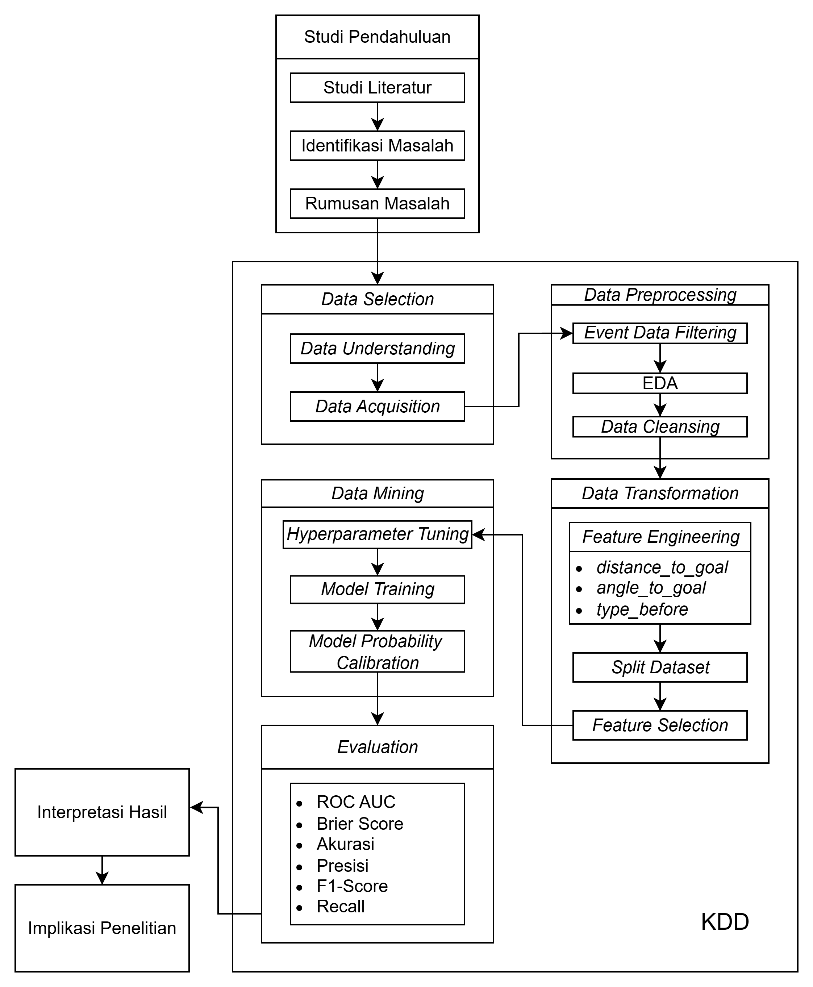 Studi Pendahuluan
Studi Literatur
Identifikasi Masalah
Rumusan Masalah
Data Selection
Data Understanding
Data Acquisition
Data Preprocessing
Event Data Filtering
EDA
Data Cleansing
Data Transformation
Feature Engineering
• distance_to_goal
• angle_to_goal
• type_before
Split Dataset
Feature Selection
Data Mining
Hyperparameter Tuning
Model Training
Model Probability
Calibration
Evaluation
• ROC AUC
• Brier Score
• Akurasi
• Presisi
• F1-Score
• Recall
KDD
Interpretasi Hasil
Implikasi Penelitian